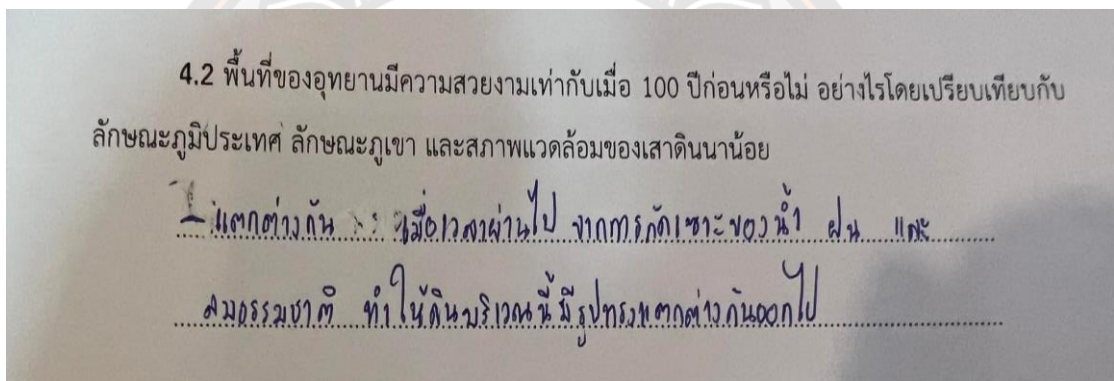 4.2 พื้นที่ของอุทยานมีความสวยงามเท่ากับเมื่อ 100 ปีก่อนหรือไม่ อย่างไรโดยเปรียบเทียบกับ
ลักษณะภูมิประเทศ ลักษณะภูเขา และสภาพแวดล้อมของเสาดินนาน้อย
- แตกต่างกัน เมื่อเวลาผ่านไป จากการกัดเซาะของน้ำ ฝน และ
ลมธรรมชาติ ทำให้ดินบริเวณนี้มีรูปทรงแตกต่างกันออกไป